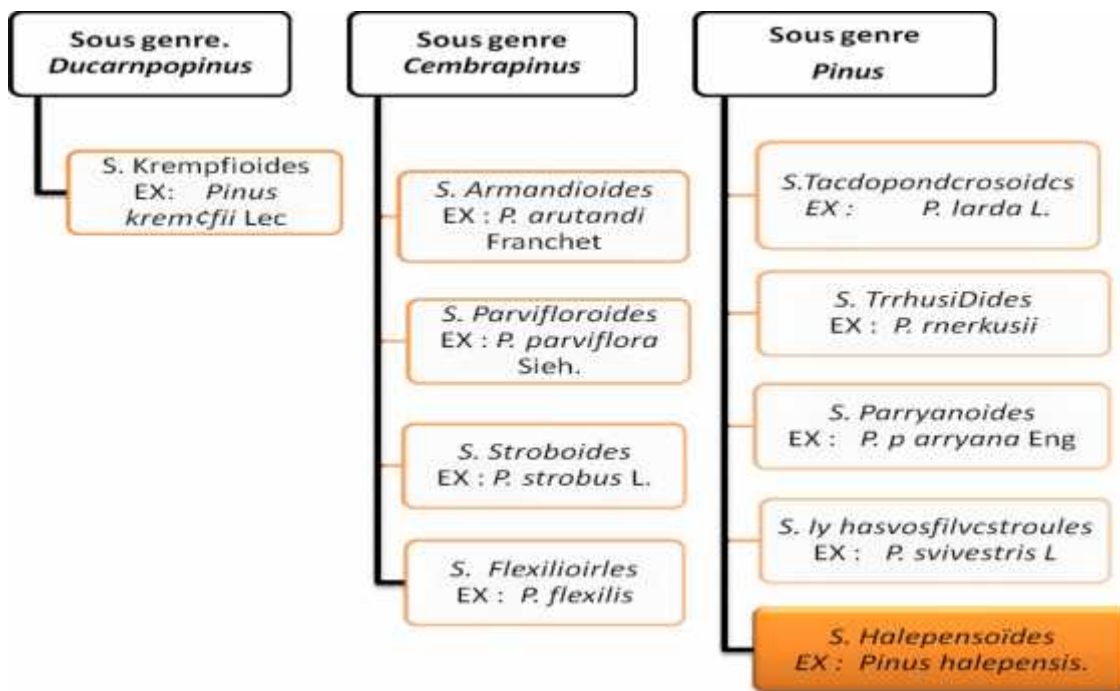 Sous genre.
Ducarnpopinus
S. Krempfioides
EX: Pinus
krem¢fii Lec
Sous genre
Cembrapinus
S. Armandioides
EX : P. arutandi
Franchet
S. Parvifloroides
EX : P. parviflora
Sieh.
S. Stroboides
EX : P. strobus L.
S. Flexilioirles
EX : P. flexilis
Sous genre
Pinus
S.Tacdopondcrosoidcs
EX : P. larda L.
S. TrrhusiDides
EX : P. rnerkusii
S. Parryanoides
EX : P. p arryana Eng
S. Iy hasvosfilvcstroules
EX : P. svivestris L
S. Halepensoïdes
EX : Pinus halepensis.